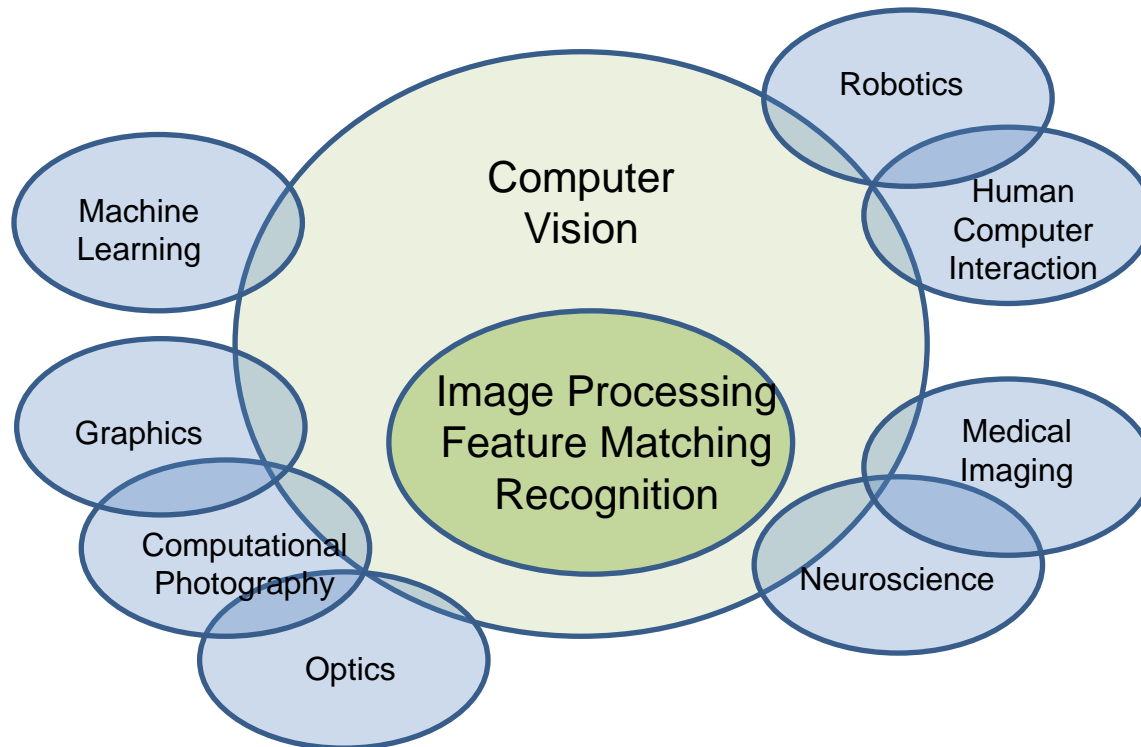 Robotics
Computer
Vision
Machine
Learning
Human
Computer
Interaction
Image Processing
Feature Matching
Recognition
Graphics
Medical
Imaging
Computational
Photography
Neuroscience
Optics